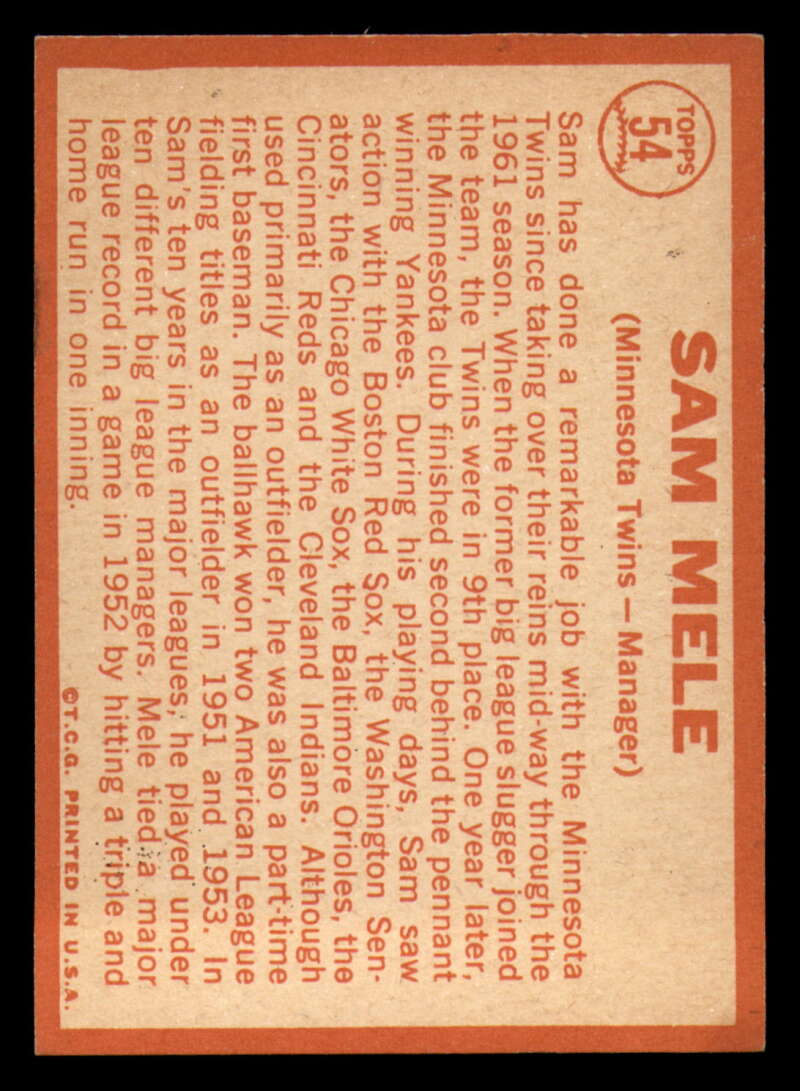 TOPPS
54
SAM MELE
(Minnesota Twins — Manager)
Sam has done a remarkable job with the Minnesota
Twins since taking over their reins mid-way through the
1961 season. When the former big league slugger joined
the team, the Twins were in 9th place. One year later,
the Minnesota club finished second behind the pennant
winning Yankees. During his playing days, Sam saw
action with the Boston Red Sox, the Washington Sen-
ators, the Chicago White Sox, the Baltimore Orioles, the
Cincinnati Reds and the Cleveland Indians. Although
used primarily as an outfielder, he was also a part-time
first baseman. The ballhawk won two American League
fielding titles as an outfielder in 1951 and 1953. In
Sam's ten years in the major leagues, he played under
ten different big league managers. Mele tied a major
league record in a game in 1952 by hitting a triple and
home run in one inning.
©T.C.G. PRINTED IN U.S.A.